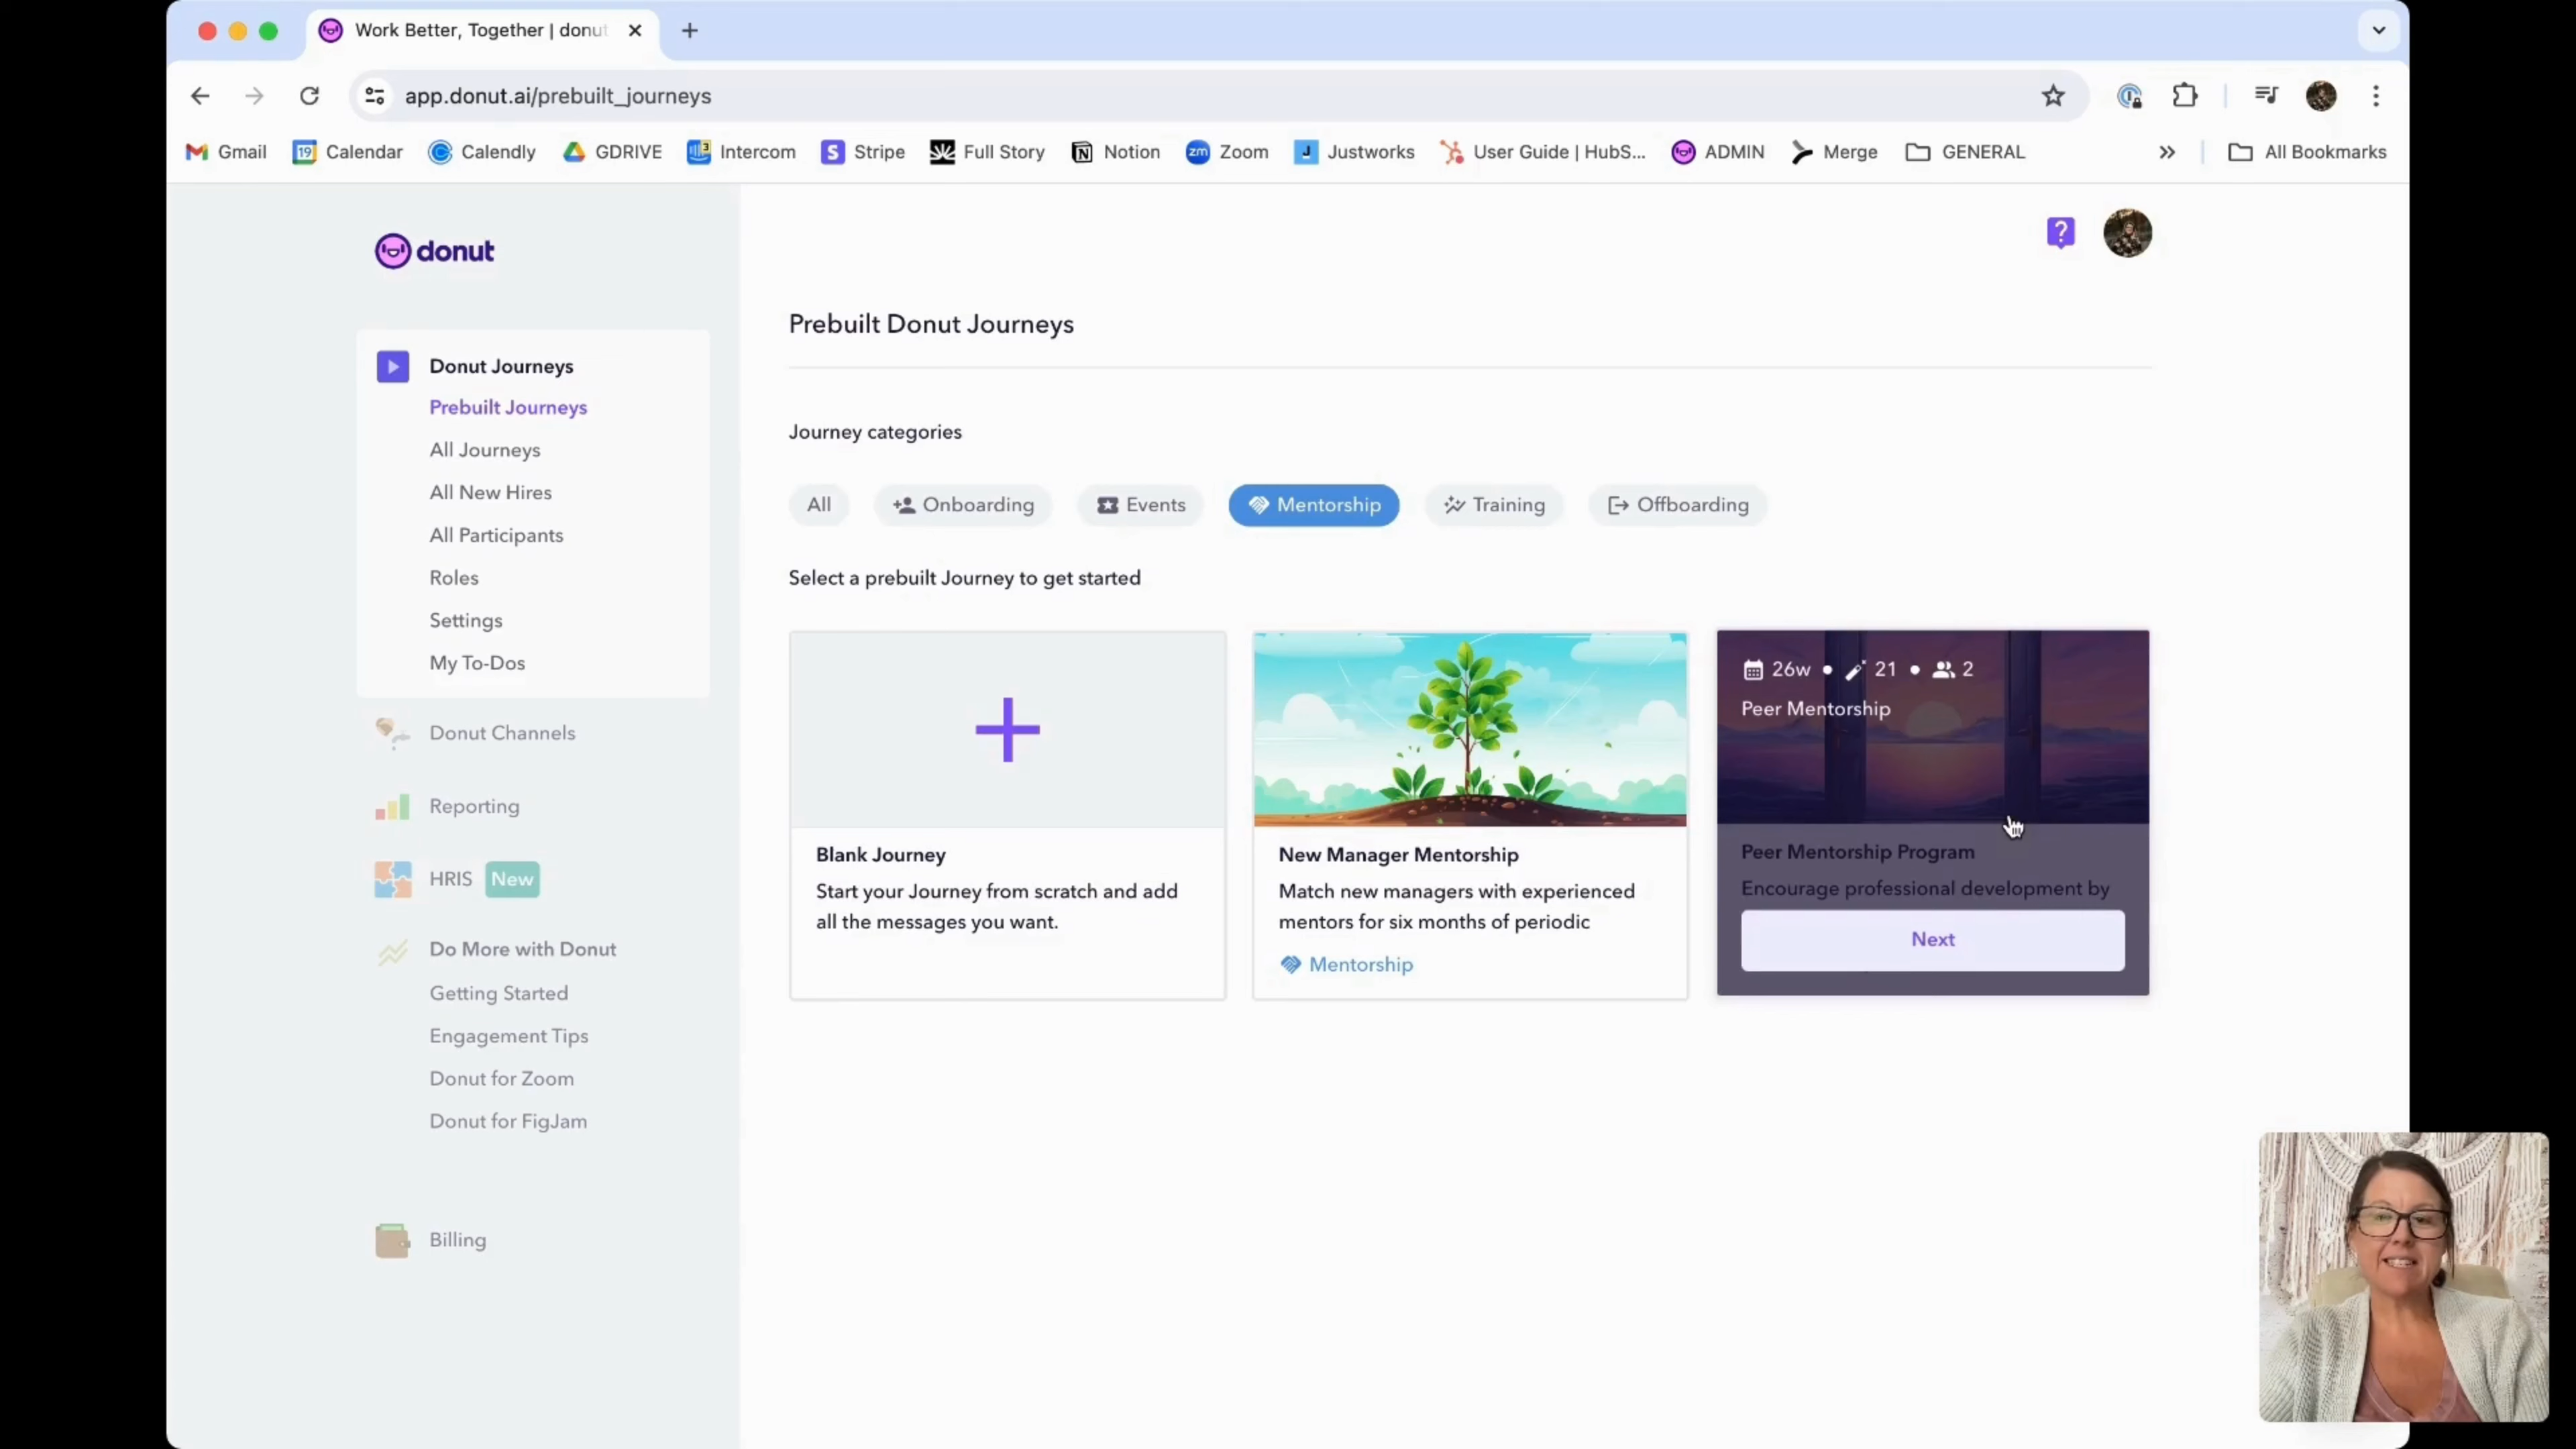 Work Better, Together | donut
app.donut.ai/prebuilt_journeys
Gmail
19 Calendar
Calendly
GDRIVE
3 Intercom
S Stripe
Full Story
Notion
zm Zoom
J Justworks
User Guide | HubS...
ADMIN
Merge
GENERAL
All Bookmarks
donut
?
Donut Journeys
Prebuilt Journeys
All Journeys
All New Hires
All Participants
Roles
Settings
My To-Dos
Donut Channels
Reporting
HRIS New
Do More with Donut
Getting Started
Engagement Tips
Donut for Zoom
Donut for FigJam
Billing
Prebuilt Donut Journeys
Journey categories
All
Onboarding
Events
Mentorship
Training
Offboarding
Select a prebuilt Journey to get started
Blank Journey
Start your Journey from scratch and add
all the messages you want.
New Manager Mentorship
Match new managers with experienced
mentors for six months of periodic
Mentorship
26w • 21 • 2
Peer Mentorship
Peer Mentorship Program
Encourage professional development by
Next